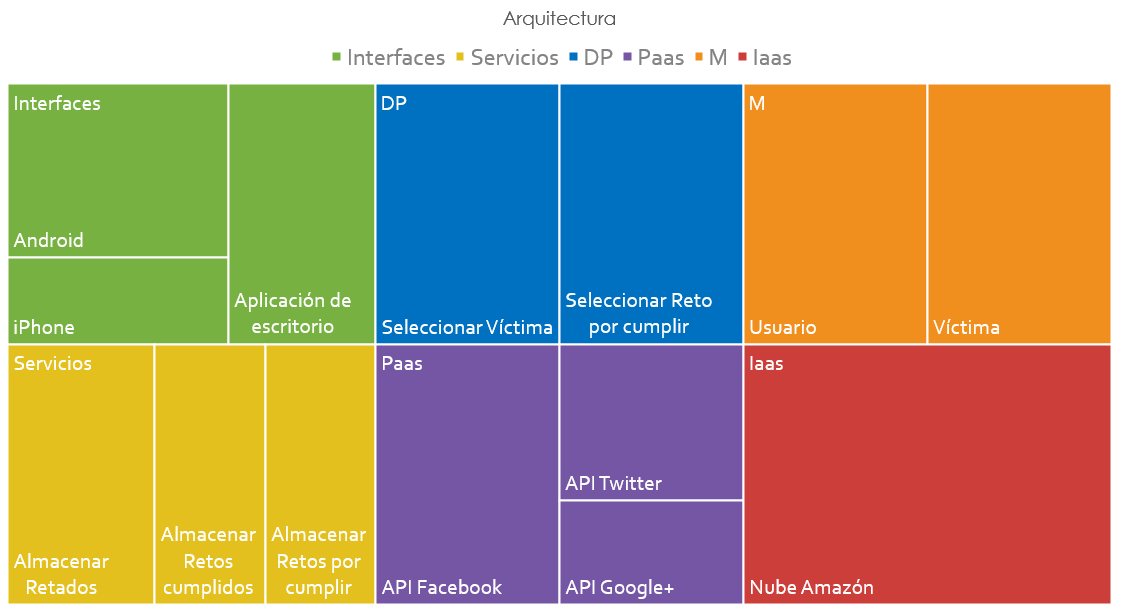 Arquitectura
Interfaces Servicios DP Paas M Iaas
Interfaces
Android
iPhone
Aplicación de
escritorio
DP
Seleccionar Víctima
Seleccionar Reto
por cumplir
M
Usuario
Víctima
Servicios
Almacenar
Retados
Almacenar
Retos
cumplidos
Almacenar
Retos por
cumplir
Paas
API Facebook
API Twitter
API Google+
Iaas
Nube Amazón